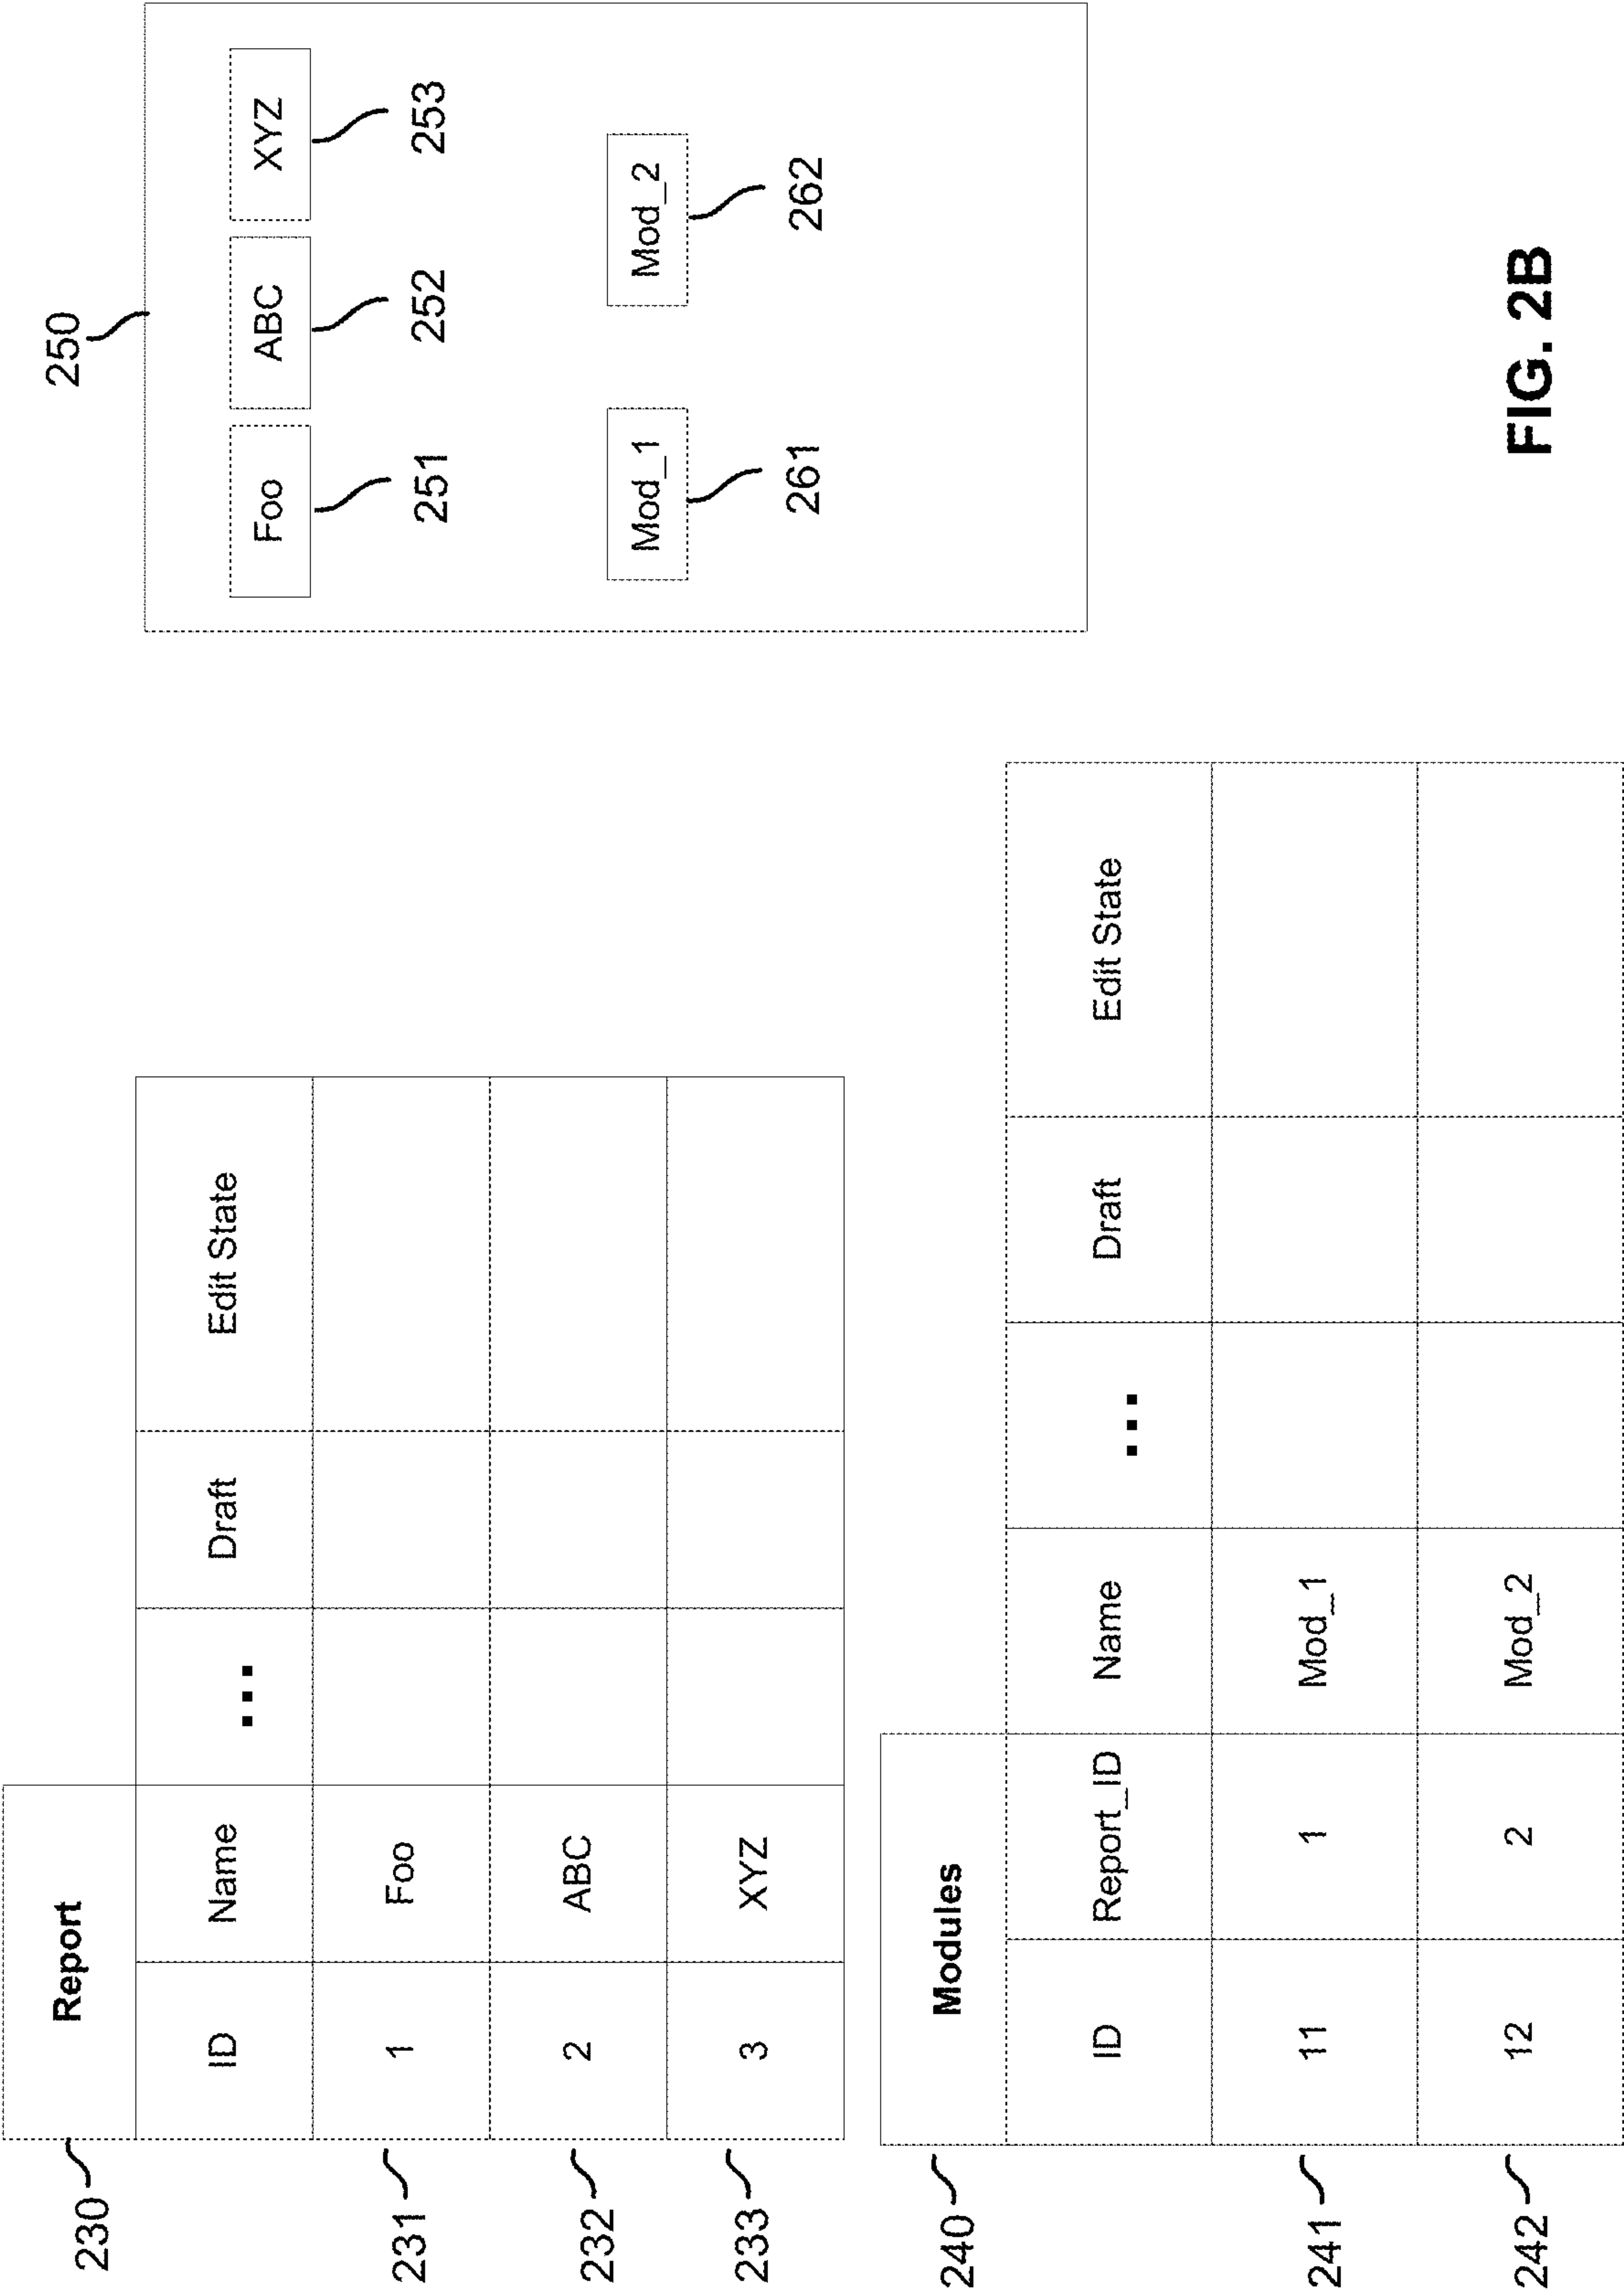 230
Report
ID Name ... Draft Edit State
231
1 Foo
232
2 ABC
233
3 XYZ
240
Modules
ID Report_ID Name ... Draft Edit State
241
11 1 Mod_1
242
12 2 Mod_2
250
Foo ABC XYZ
251 252 253
Mod_1 Mod_2
261 262
FIG. 2B